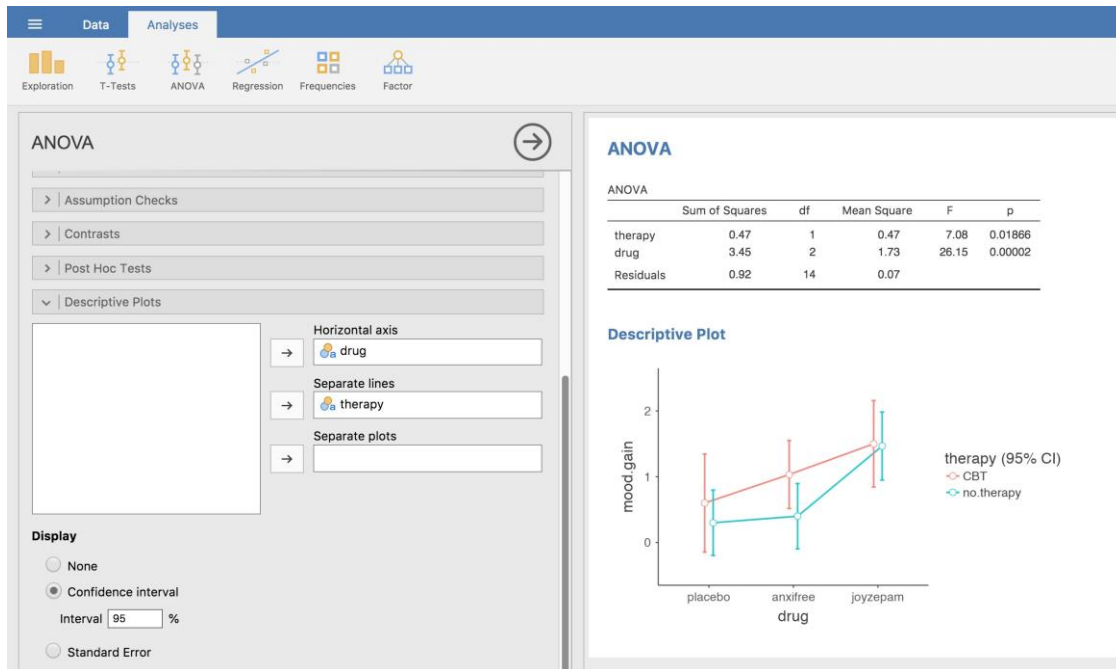 Data Analyses
Exploration T-Tests ANOVA Regression Frequencies Factor
ANOVA
Assumption Checks
Contrasts
Post Hoc Tests
Descriptive Plots
Horizontal axis
drug
Separate lines
therapy
Separate plots
Display
None
Confidence interval
Interval 95 %
Standard Error
ANOVA
ANOVA
Sum of Squares df Mean Square F p
therapy 0.47 1 0.47 7.08 0.01866
drug 3.45 2 1.73 26.15 0.00002
Residuals 0.92 14 0.07
Descriptive Plot
2
1
0
mood.gain
placebo anxifree joyzepam
drug
therapy (95% CI)
CBT
no.therapy